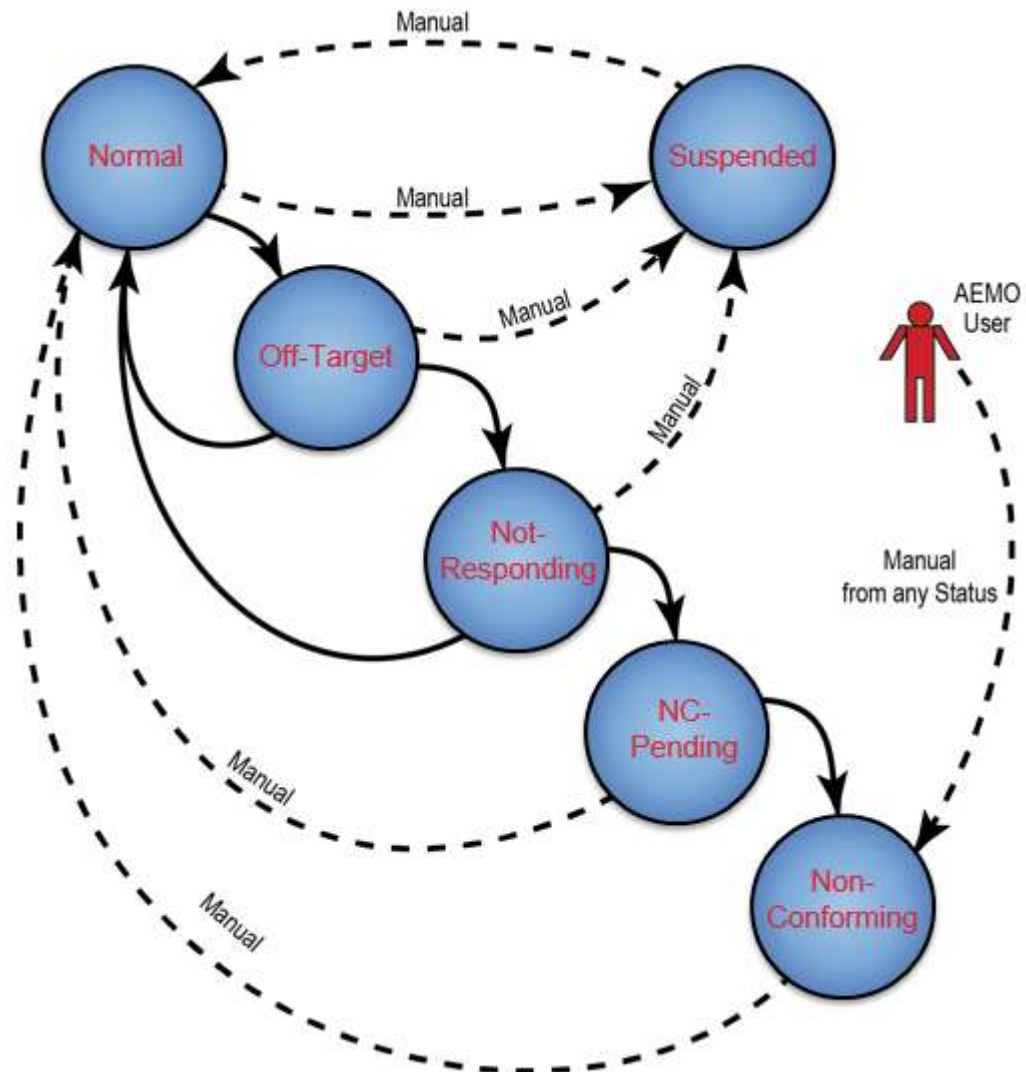 Manual
Normal
Suspended
Manual
Manual
AEMO
User
Off-Target
Manual
Not-
Responding
Manual
from any Status
NC-
Pending
Manual
Non-
Conforming
Manual